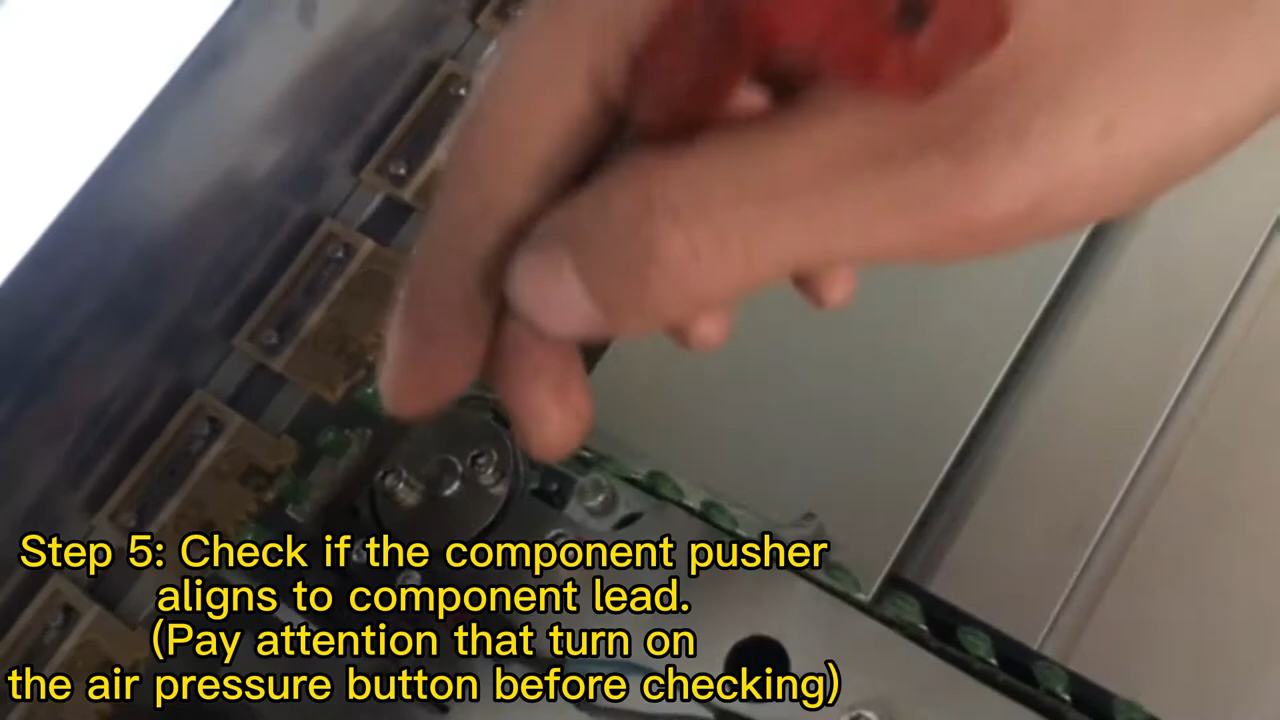 Step 5: Check if the component pusher
aligns to component lead.
(Pay attention that turn on
the air pressure button before checking)